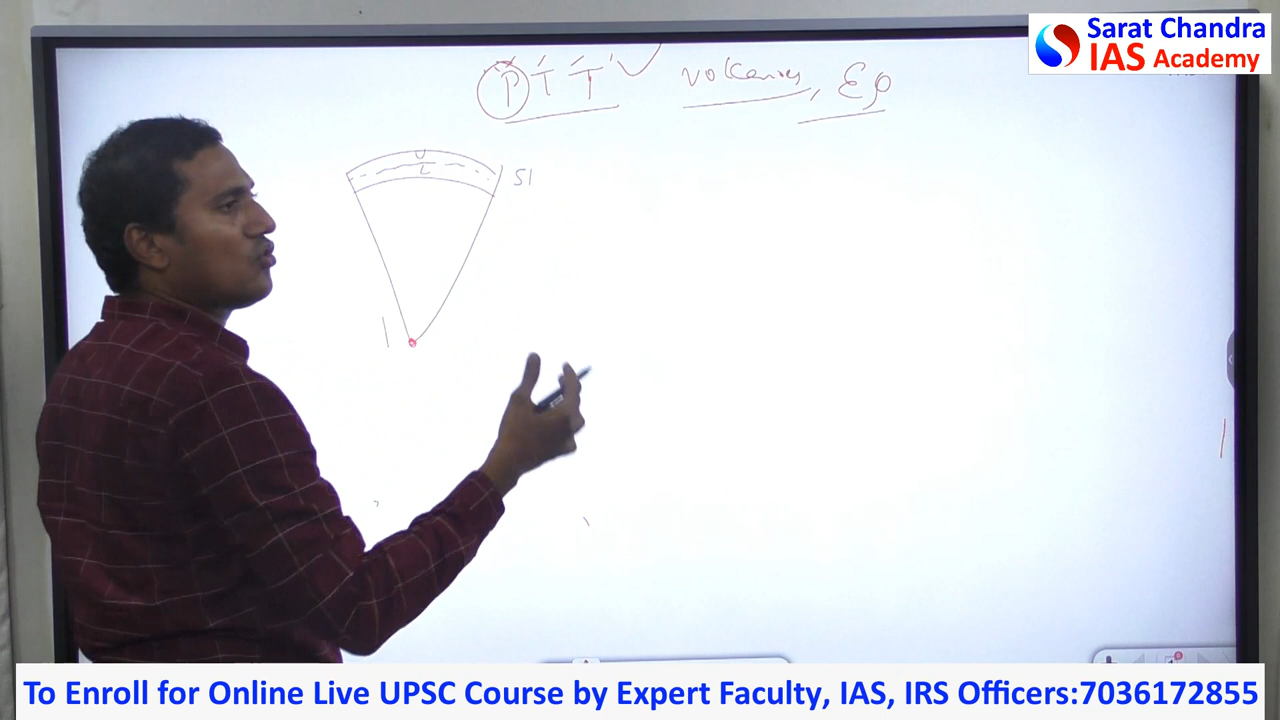 Sarat Chandra
IAS Academy
PTT volcanoes, EQ
U
L
To Enroll for Online Live UPSC Course by Expert Faculty, IAS, IRS Officers:7036172855